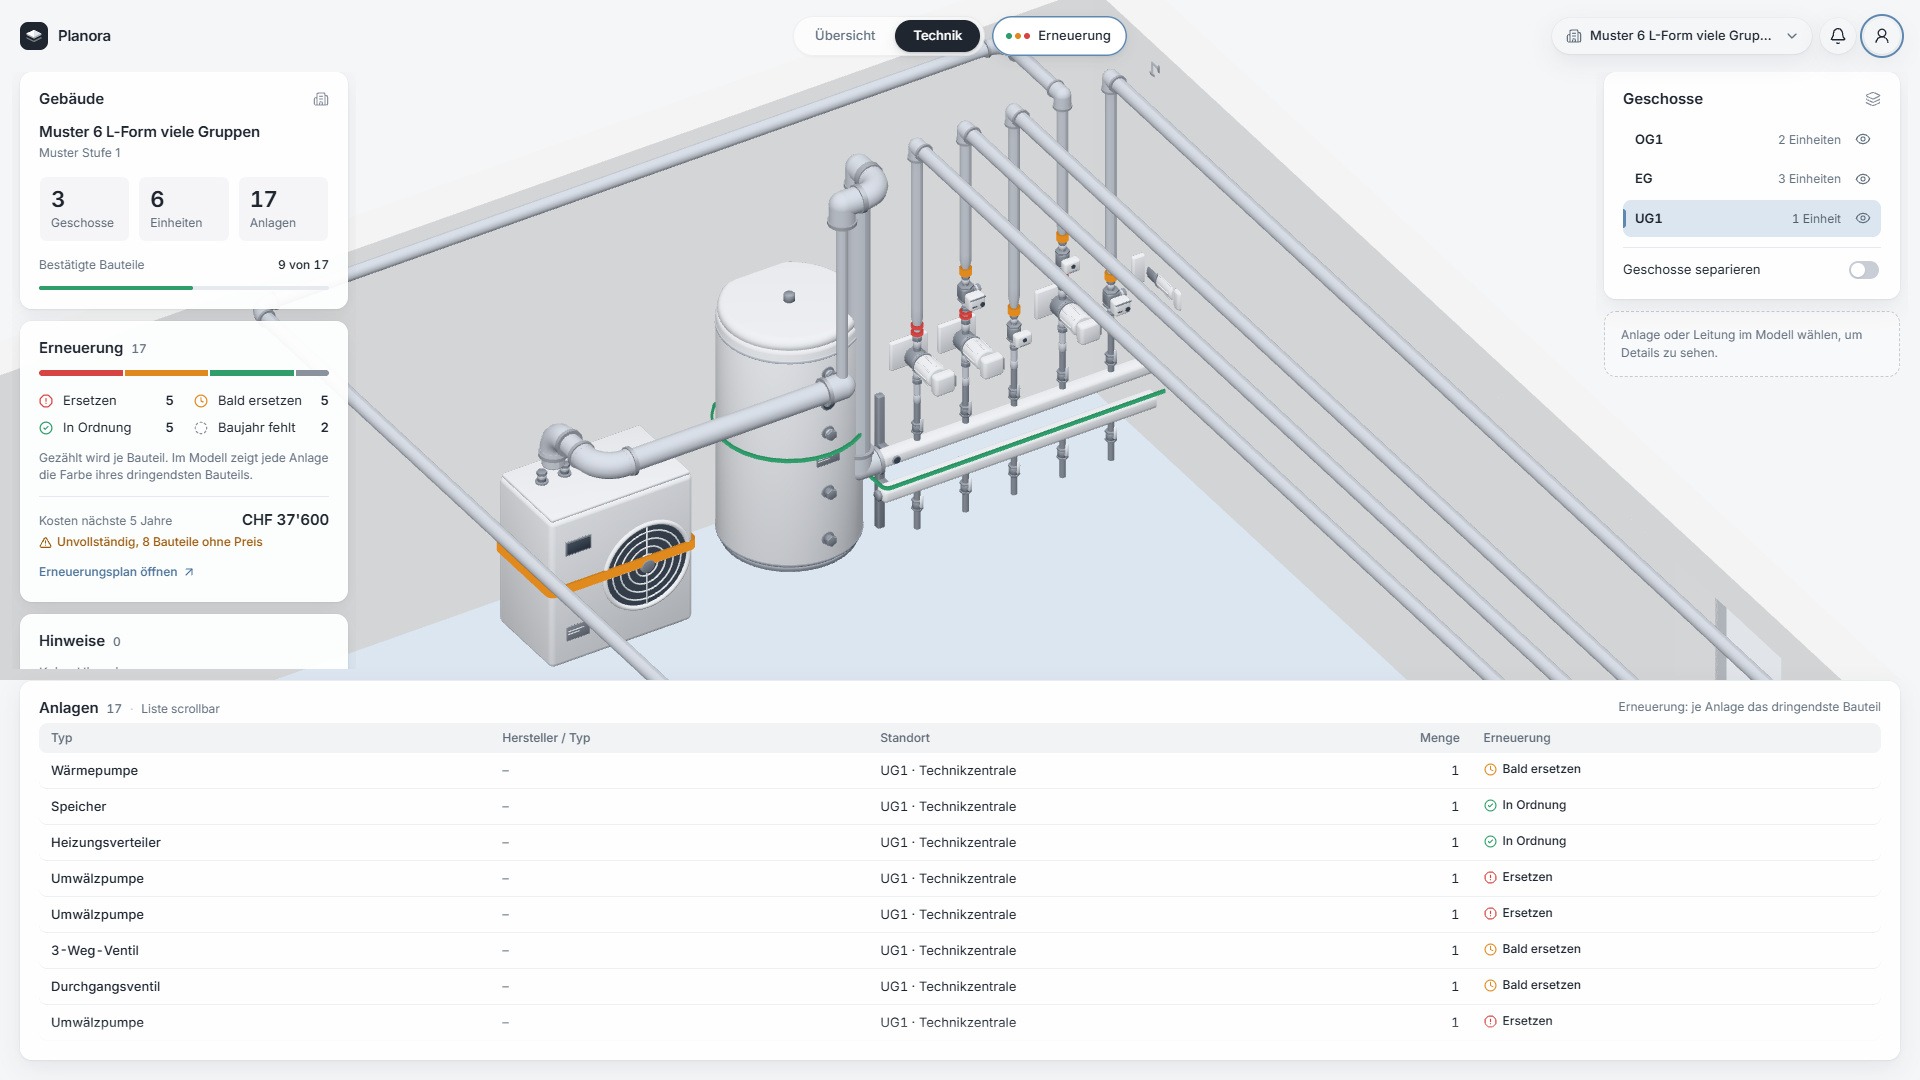 Planora
Übersicht
Technik
Erneuerung
Muster 6 L-Form viele Grup...
Gebäude
Muster 6 L-Form viele Gruppen
Muster Stufe 1
3
Geschosse
6
Einheiten
17
Anlagen
Bestätigte Bauteile
9 von 17
Erneuerung 17
Ersetzen 5
Bald ersetzen 5
In Ordnung 5
Baujahr fehlt 2
Gezählt wird je Bauteil. Im Modell zeigt jede Anlage
die Farbe ihres dringendsten Bauteils.
Kosten nächste 5 Jahre CHF 37'600
Unvollständig, 8 Bauteile ohne Preis
Erneuerungsplan öffnen
Hinweise 0
Geschosse
OG1 2 Einheiten
EG 3 Einheiten
UG1 1 Einheit
Geschosse separieren
Anlage oder Leitung im Modell wählen, um
Details zu sehen.
Anlagen 17 · Liste scrollbar
Erneuerung: je Anlage das dringendste Bauteil
Typ Hersteller / Typ Standort Menge Erneuerung
Wärmepumpe – UG1 · Technikzentrale 1 Bald ersetzen
Speicher – UG1 · Technikzentrale 1 In Ordnung
Heizungsverteiler – UG1 · Technikzentrale 1 In Ordnung
Umwälzpumpe – UG1 · Technikzentrale 1 Ersetzen
Umwälzpumpe – UG1 · Technikzentrale 1 Ersetzen
3-Weg-Ventil – UG1 · Technikzentrale 1 Bald ersetzen
Durchgangsventil – UG1 · Technikzentrale 1 Bald ersetzen
Umwälzpumpe – UG1 · Technikzentrale 1 Ersetzen